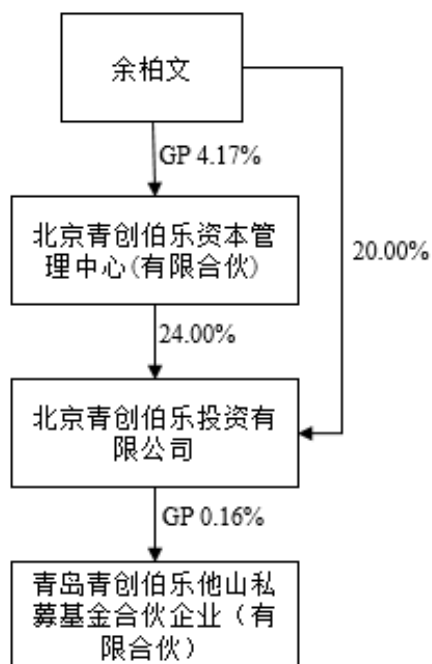 余柏文
GP 4.17%
北京青创伯乐资本管
理中心(有限合伙)
20.00%
24.00%
北京青创伯乐投资有
限公司
GP 0.16%
青岛青创伯乐他山私
募基金合伙企业（有
限合伙）